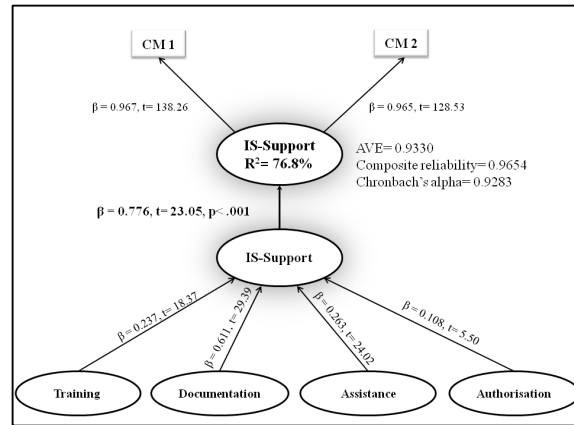 CM 1
CM 2
β = 0.967, t= 138.26
β = 0.965, t= 128.53
IS-Support
R²= 76.8%
AVE= 0.9330
Composite reliability= 0.9654
Chronbach's alpha= 0.9283
β = 0.776, t= 23.05, p< .001
IS-Support
β = 0.237, t= 18.37
β = 0.611, t= 29.39
β = 0.263, t= 24.02
β = 0.108, t= 5.50
Training
Documentation
Assistance
Authorisation